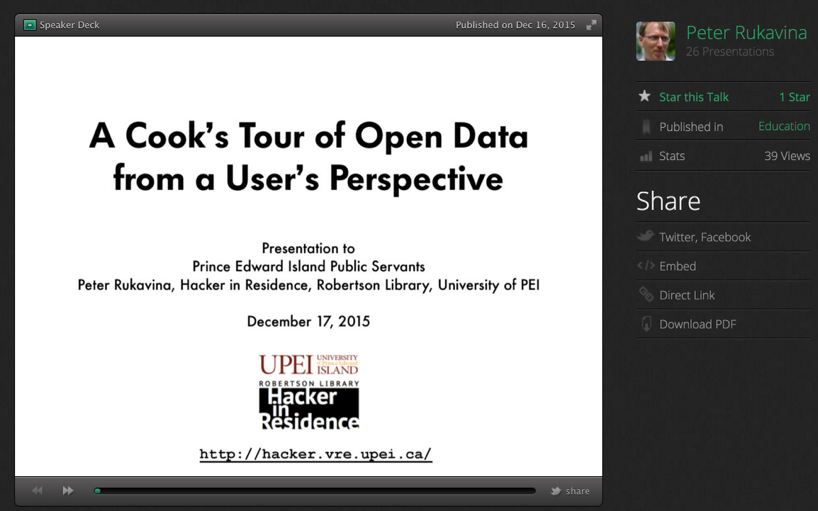 Speaker Deck
Published on Dec 16, 2015
A Cook's Tour of Open Data
from a User's Perspective
Presentation to
Prince Edward Island Public Servants
Peter Rukavina, Hacker in Residence, Robertson Library, University of PEI
December 17, 2015
UPEI UNIVERSITY
of Prince Edward
ISLAND
ROBERTSON LIBRARY
Hacker
in
Residence
http://hacker.vre.upei.ca/
share
Peter Rukavina
26 Presentations
Star this Talk 1 Star
Published in Education
Stats 39 Views
Share
Twitter, Facebook
Embed
Direct Link
Download PDF